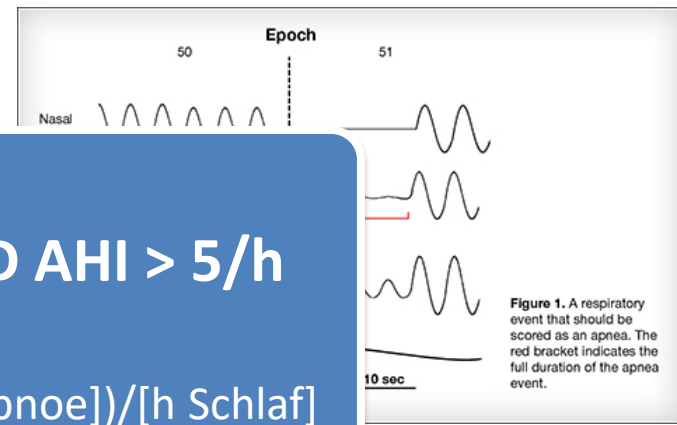 Epoch
50 51
Nasal
AHI > 5/h
10 sec
Schlaf]
Figure 1. A respiratory
event that should be
scored as an apnea. The
red bracket indicates the
full duration of the apnea
event.